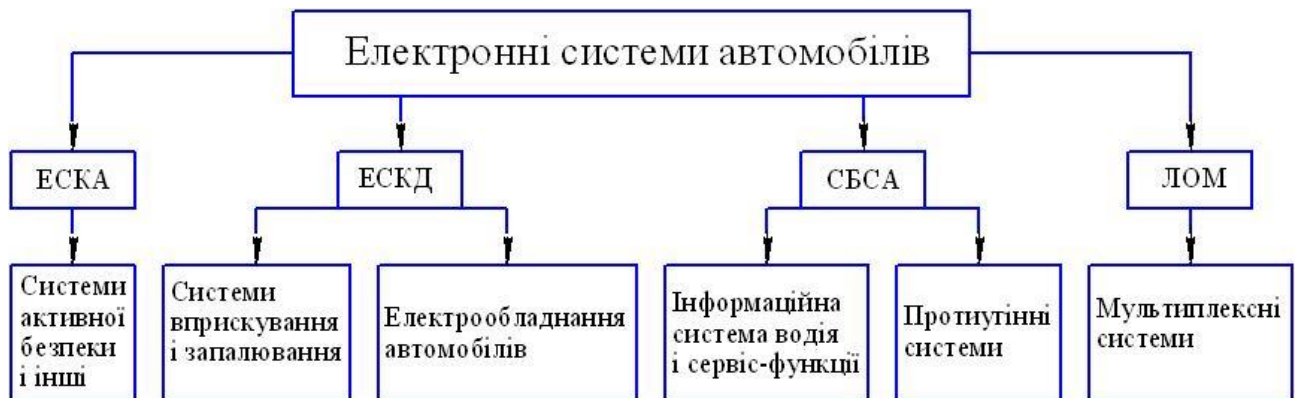 Електронні системи автомобілів
ЕСКА
ЕСКД
СБСА
ЛОМ
Системи
активної
безпеки
і інші
Системи
вприскування
і запалювання
Електрообладнання
автомобілів
Інформаційна
система водія
і сервіс-функції
Протиугінні
системи
Мультиплексні
системи